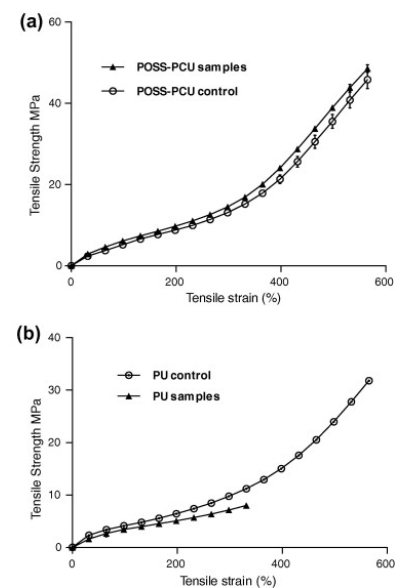 (a)
60
40
20
0
Tensile Strength MPa
POSS-PCU samples
POSS-PCU control
0 200 400 600
Tensile strain (%)
(b)
40
30
20
10
0
Tensile Strength MPa
PU control
PU samples
0 200 400 600
Tensile strain (%)